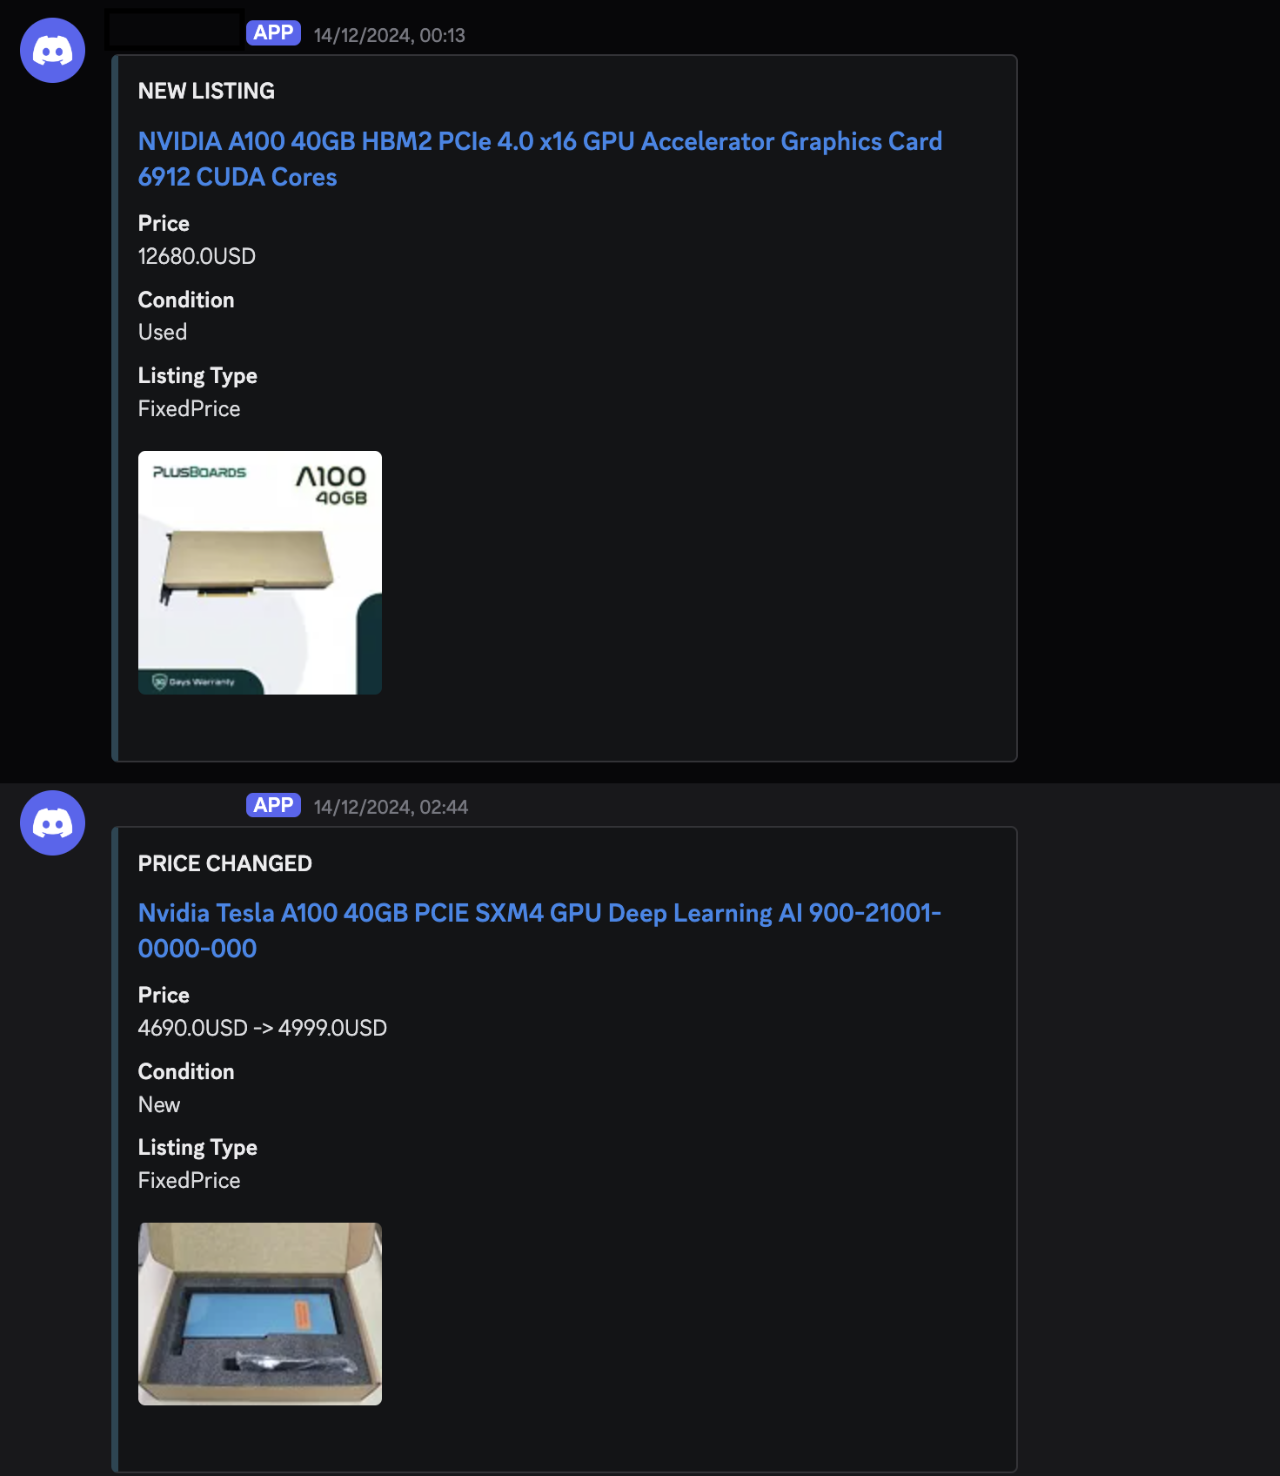 APP 14/12/2024, 00:13
NEW LISTING
NVIDIA A100 40GB HBM2 PCIe 4.0 x16 GPU Accelerator Graphics Card
6912 CUDA Cores
Price
12680.0USD
Condition
Used
Listing Type
FixedPrice
PLUSBOARDS
A100
40GB
30 Days Warranty
APP 14/12/2024, 02:44
PRICE CHANGED
Nvidia Tesla A100 40GB PCIE SXM4 GPU Deep Learning AI 900-21001-
0000-000
Price
4690.0USD -> 4999.0USD
Condition
New
Listing Type
FixedPrice